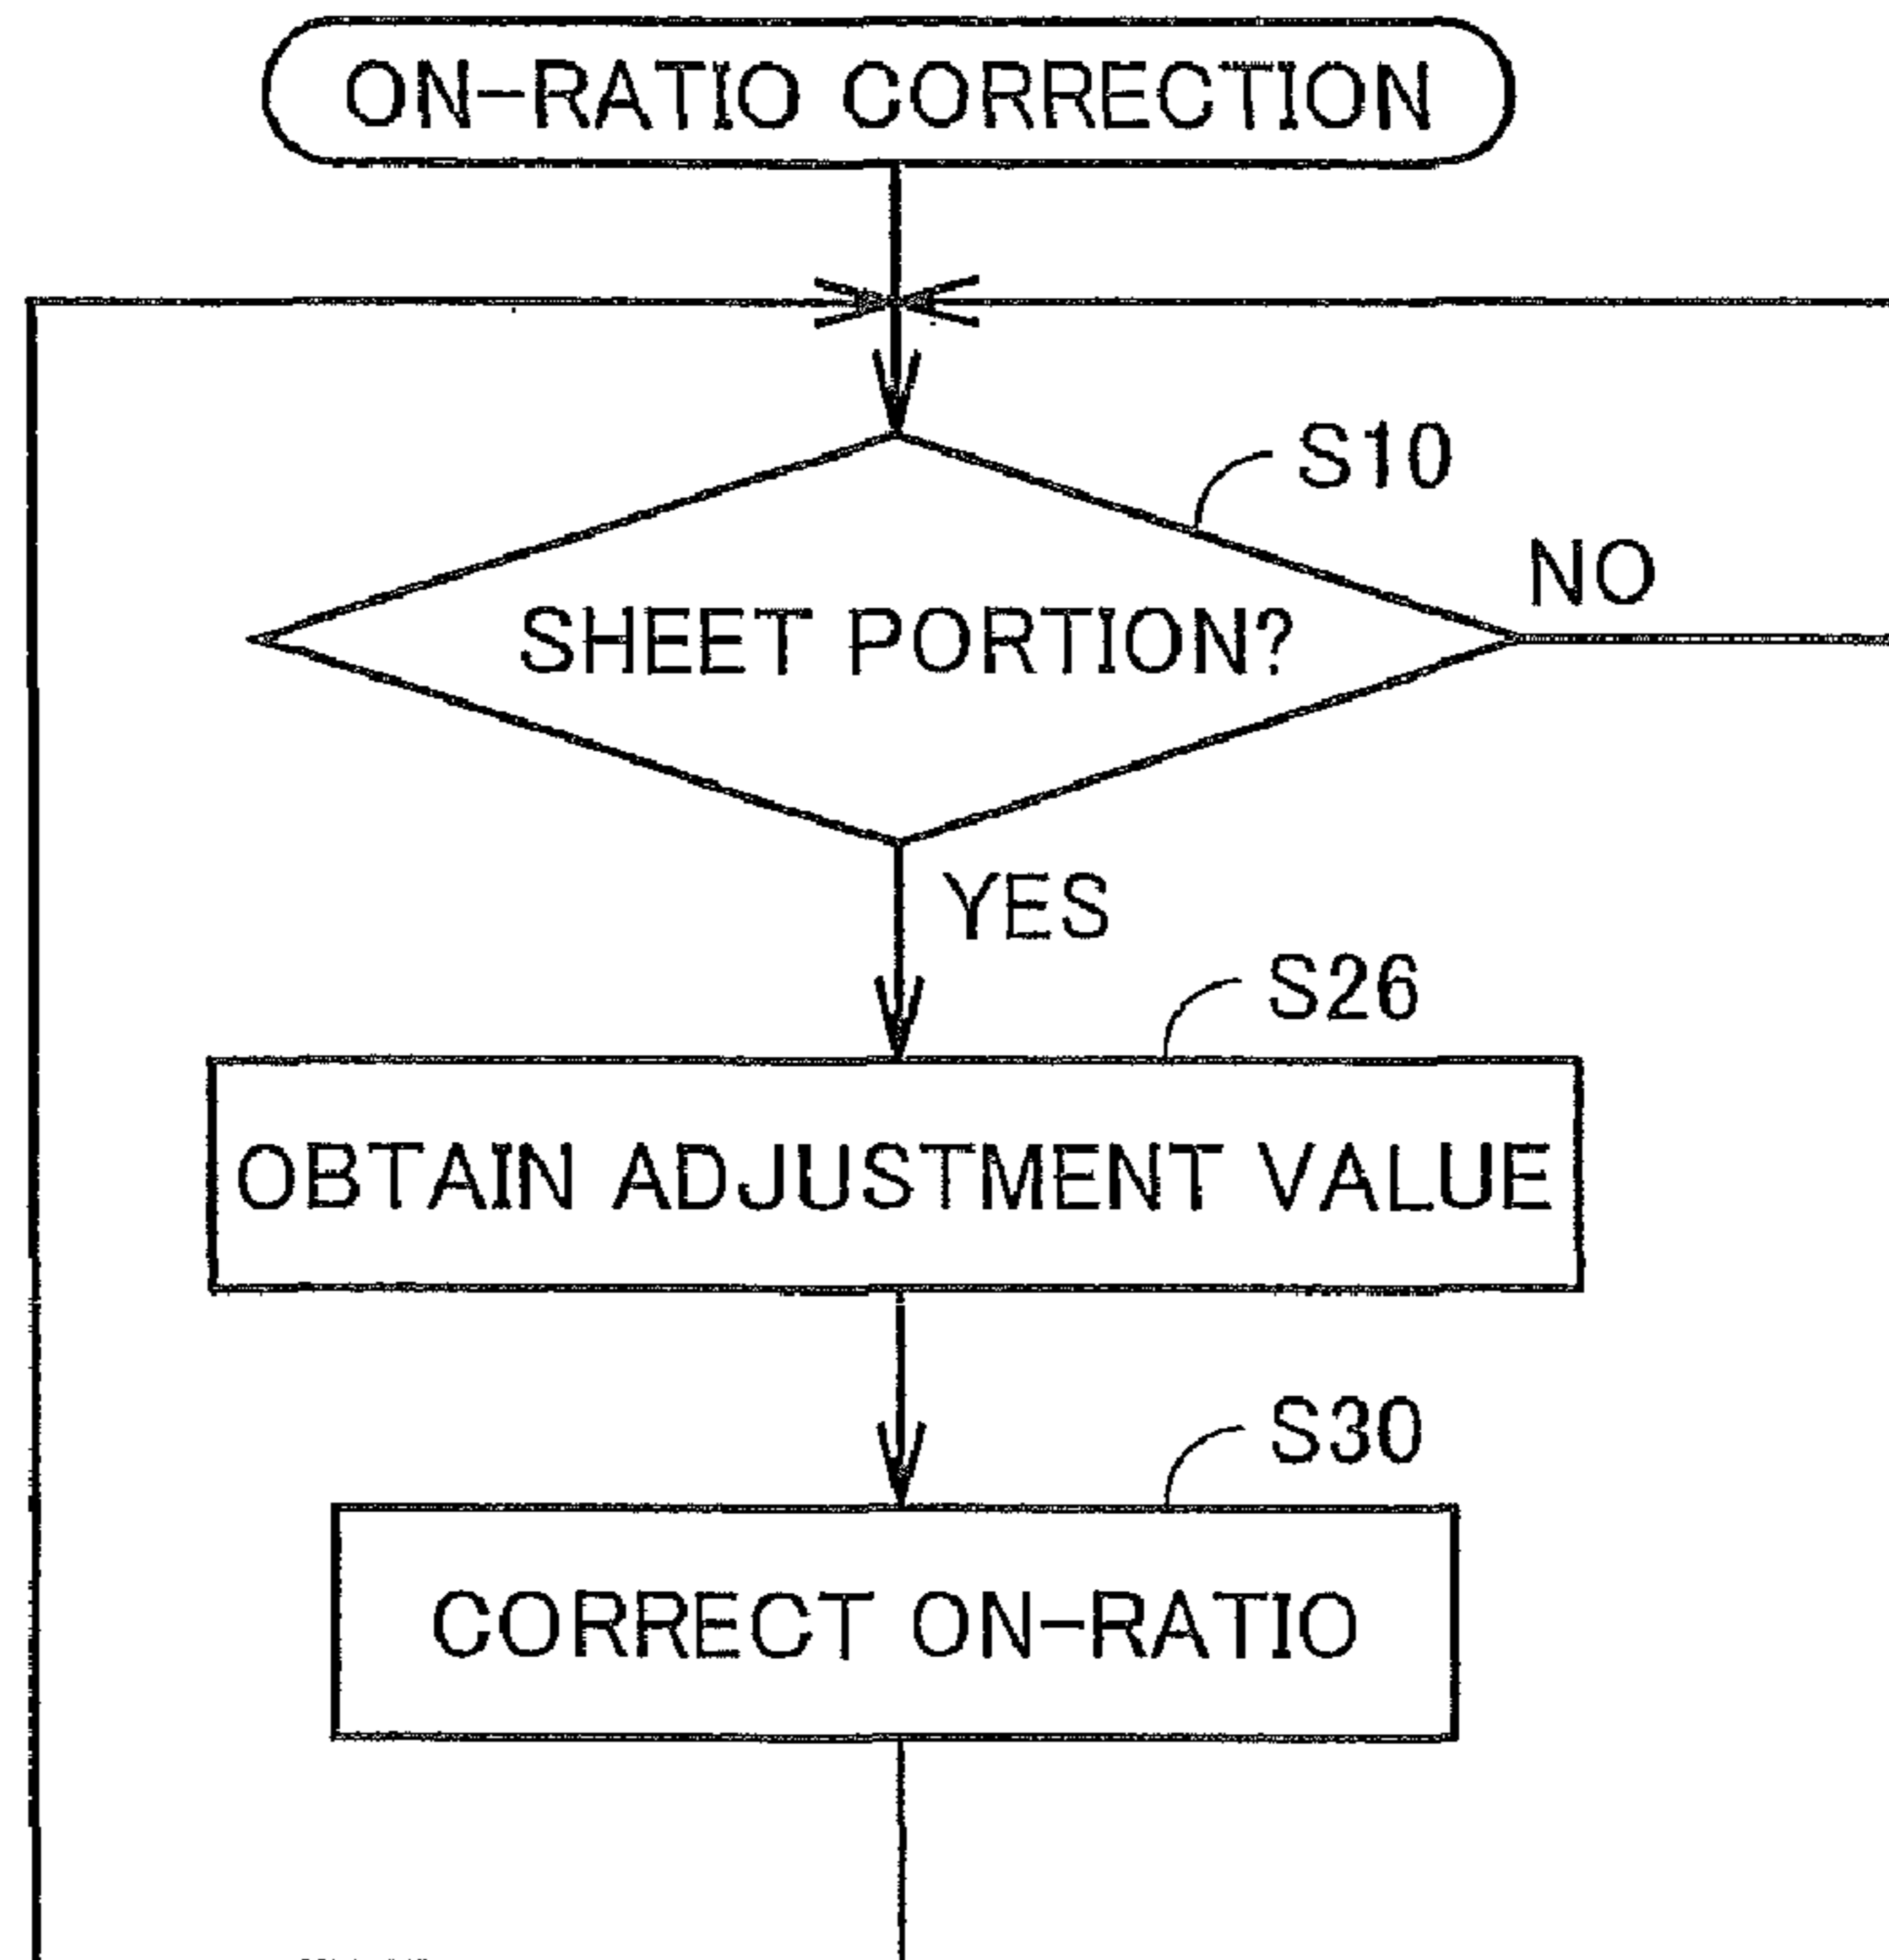 ON-RATIO CORRECTION
S10
NO
SHEET PORTION?
YES
S26
OBTAIN ADJUSTMENT VALUE
S30
CORRECT ON-RATIO